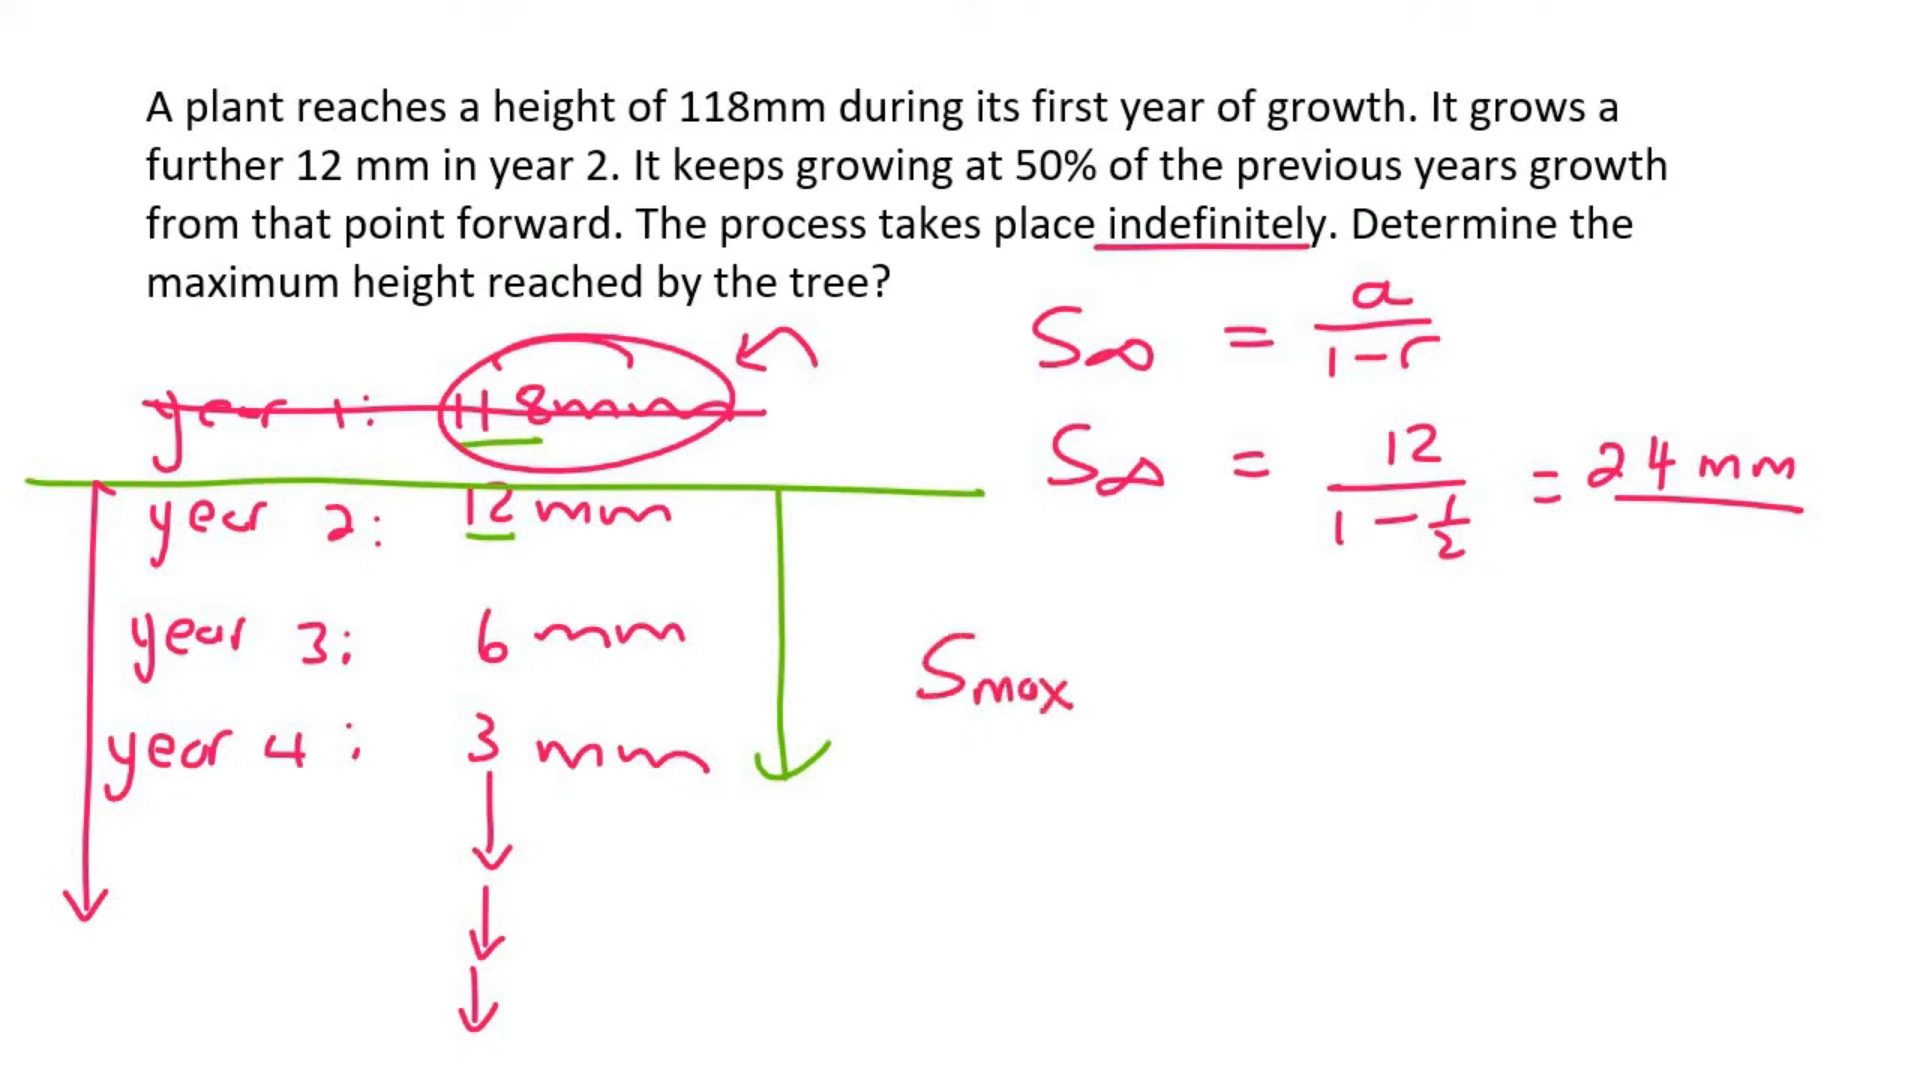 A plant reaches a height of 118mm during its first year of growth. It grows a
further 12 mm in year 2. It keeps growing at 50% of the previous years growth
from that point forward. The process takes place indefinitely. Determine the
maximum height reached by the tree?
S∞ = a/(1-r)
year 1: 118mm
S∞ = 12/(1-1/2) = 24 mm
year 2: 12mm
year 3: 6 mm
Smax
year 4: 3 mm